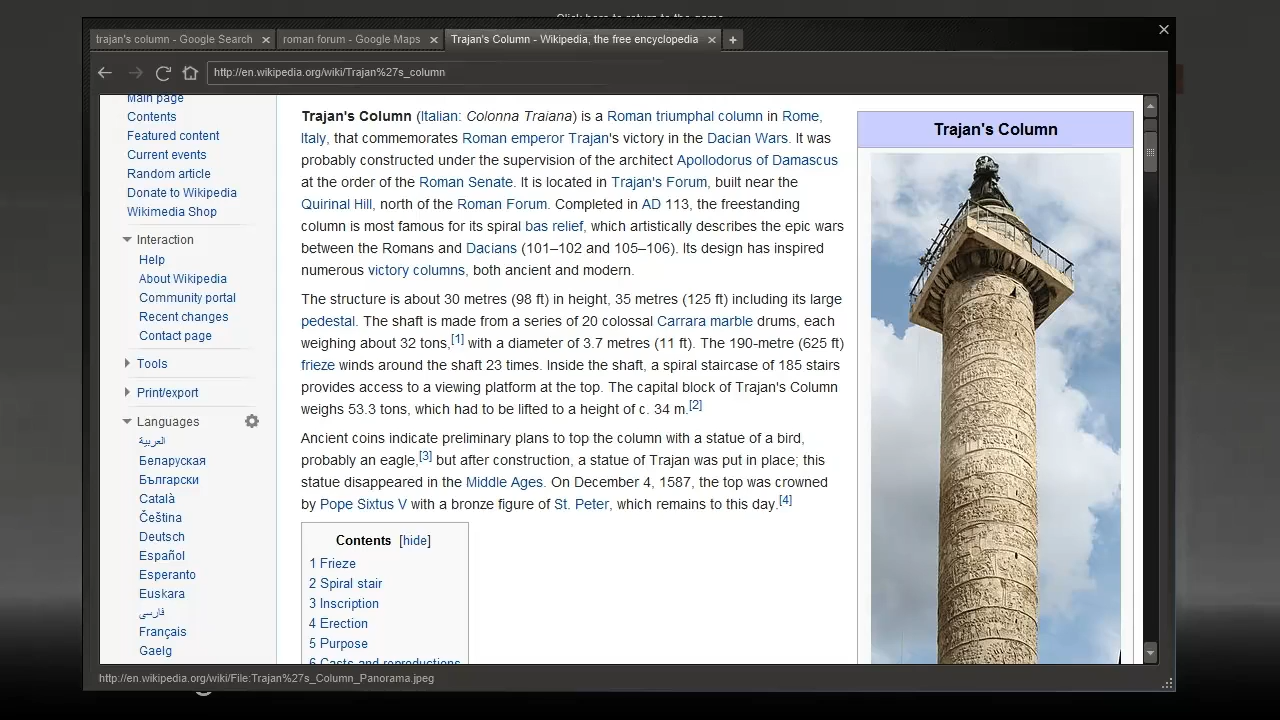 Click here to return to the game
trajan's column - Google Search
roman forum - Google Maps
Trajan's Column - Wikipedia, the free encyclopedia
http://en.wikipedia.org/wiki/Trajan%27s_column
Main page
Contents
Featured content
Current events
Random article
Donate to Wikipedia
Wikimedia Shop
Interaction
Help
About Wikipedia
Community portal
Recent changes
Contact page
Tools
Print/export
Languages
العربية
Беларуская
Български
Català
Čeština
Deutsch
Español
Esperanto
Euskara
فارسی
Français
Gaelg
Trajan's Column (Italian: Colonna Traiana) is a Roman triumphal column in Rome,
Italy, that commemorates Roman emperor Trajan's victory in the Dacian Wars. It was
probably constructed under the supervision of the architect Apollodorus of Damascus
at the order of the Roman Senate. It is located in Trajan's Forum, built near the
Quirinal Hill, north of the Roman Forum. Completed in AD 113, the freestanding
column is most famous for its spiral bas relief, which artistically describes the epic wars
between the Romans and Dacians (101–102 and 105–106). Its design has inspired
numerous victory columns, both ancient and modern.
The structure is about 30 metres (98 ft) in height, 35 metres (125 ft) including its large
pedestal. The shaft is made from a series of 20 colossal Carrara marble drums, each
weighing about 32 tons,[1] with a diameter of 3.7 metres (11 ft). The 190-metre (625 ft)
frieze winds around the shaft 23 times. Inside the shaft, a spiral staircase of 185 stairs
provides access to a viewing platform at the top. The capital block of Trajan's Column
weighs 53.3 tons, which had to be lifted to a height of c. 34 m.[2]
Ancient coins indicate preliminary plans to top the column with a statue of a bird,
probably an eagle,[3] but after construction, a statue of Trajan was put in place; this
statue disappeared in the Middle Ages. On December 4, 1587, the top was crowned
by Pope Sixtus V with a bronze figure of St. Peter, which remains to this day.[4]
Contents [hide]
1 Frieze
2 Spiral stair
3 Inscription
4 Erection
5 Purpose
6 Casts and reproductions
Trajan's Column
http://en.wikipedia.org/wiki/File:Trajan%27s_Column_Panorama.jpeg